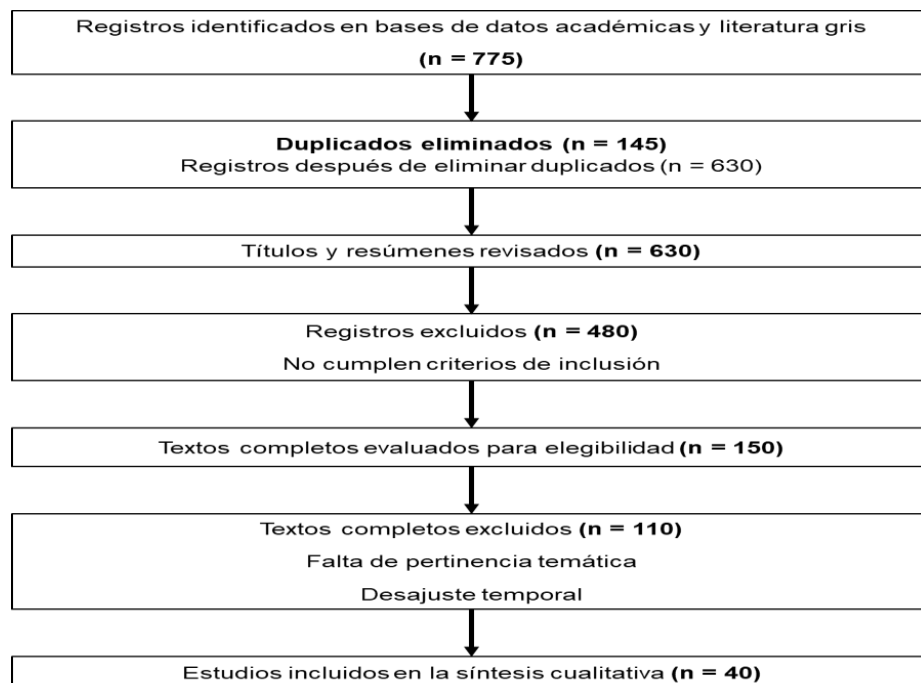 Registros identificados en bases de datos académicas y literatura gris
(n = 775)
Duplicados eliminados (n = 145)
Registros después de eliminar duplicados (n = 630)
Títulos y resúmenes revisados (n = 630)
Registros excluidos (n = 480)
No cumplen criterios de inclusión
Textos completos evaluados para elegibilidad (n = 150)
Textos completos excluidos (n = 110)
Falta de pertinencia temática
Desajuste temporal
Estudios incluidos en la síntesis cualitativa (n = 40)